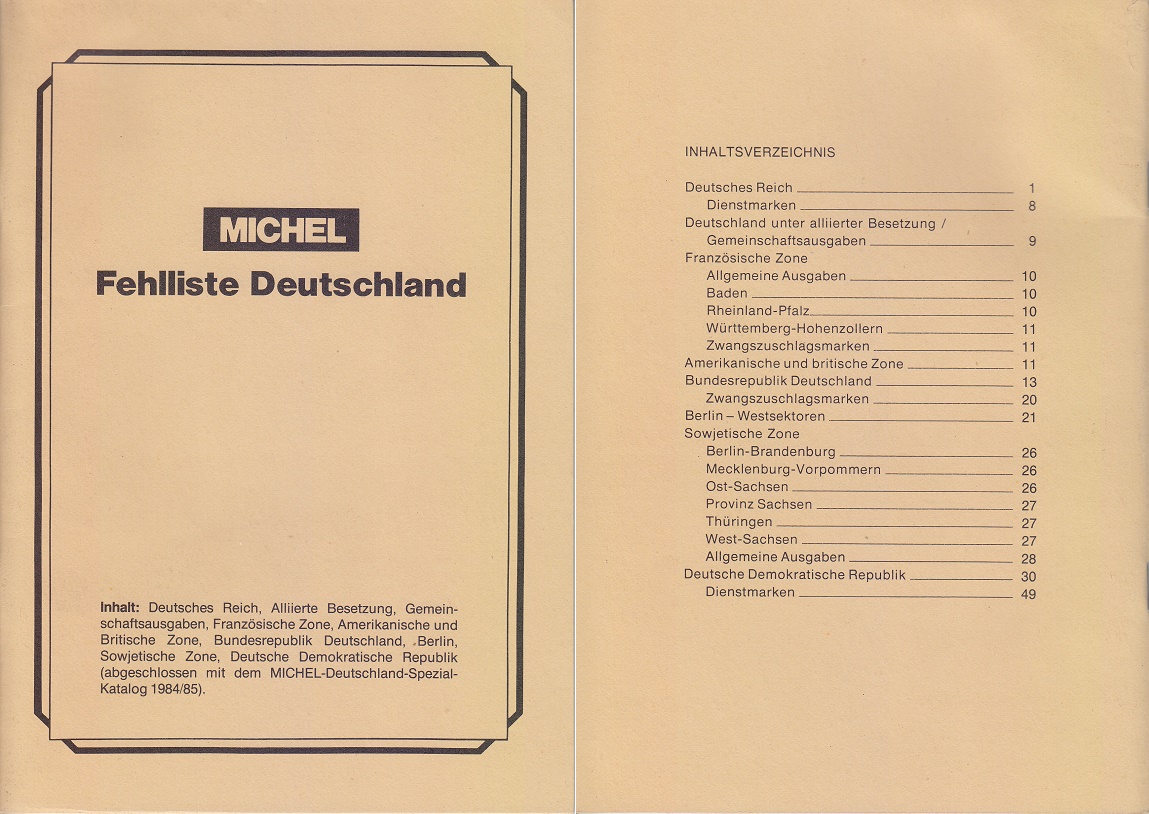 MICHEL
Fehlliste Deutschland
Inhalt: Deutsches Reich, Alliierte Besetzung, Gemein-
schaftsausgaben, Französische Zone, Amerikanische und
Britische Zone, Bundesrepublik Deutschland, Berlin,
Sowjetische Zone, Deutsche Demokratische Republik
(abgeschlossen mit dem MICHEL-Deutschland-Spezial-
Katalog 1984/85).
INHALTSVERZEICHNIS
Deutsches Reich 1
Dienstmarken 8
Deutschland unter alliierter Besetzung /
Gemeinschaftsausgaben 9
Französische Zone
Allgemeine Ausgaben 10
Baden 10
Rheinland-Pfalz 10
Württemberg-Hohenzollern 11
Zwangszuschlagsmarken 11
Amerikanische und britische Zone 11
Bundesrepublik Deutschland 13
Zwangszuschlagsmarken 20
Berlin – Westsektoren 21
Sowjetische Zone
Berlin-Brandenburg 26
Mecklenburg-Vorpommern 26
Ost-Sachsen 26
Provinz Sachsen 27
Thüringen 27
West-Sachsen 27
Allgemeine Ausgaben 28
Deutsche Demokratische Republik 30
Dienstmarken 49